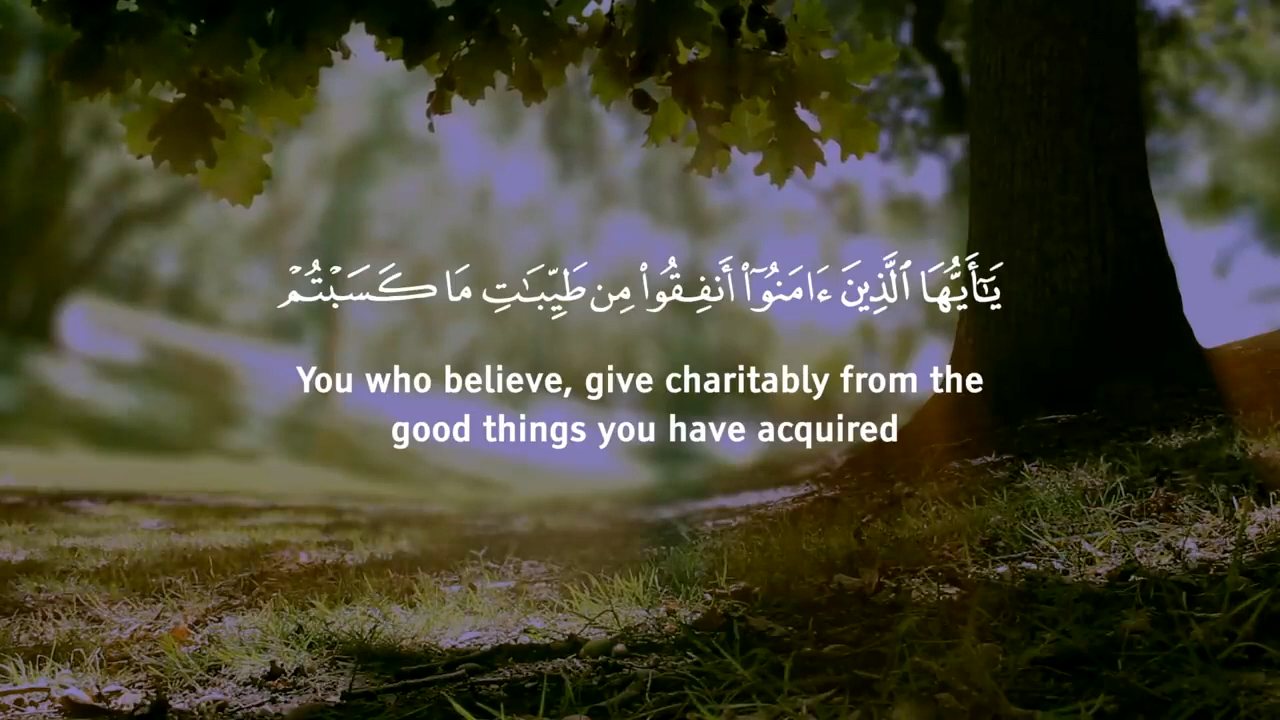 يَـٰٓأَيُّهَا ٱلَّذِينَ ءَامَنُوٓا۟ أَنفِقُوا۟ مِن طَيِّبَـٰتِ مَا كَسَبْتُمْ
You who believe, give charitably from the
good things you have acquired